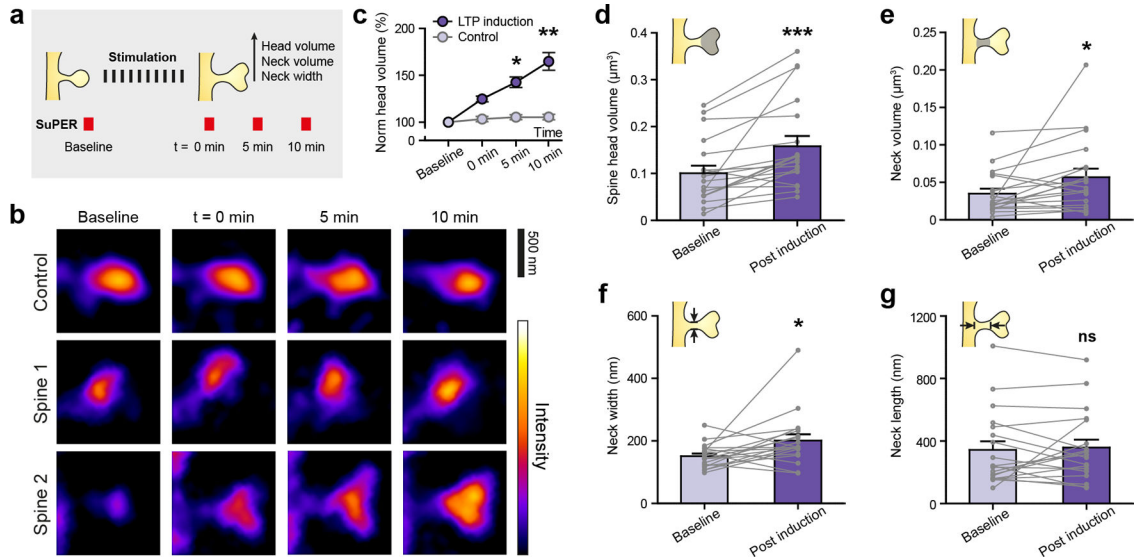 a
Stimulation
Head volume
Neck volume
Neck width
SuPER
Baseline
t = 0 min
5 min
10 min
b
Baseline
t = 0 min
5 min
10 min
Control
Spine 1
Spine 2
500 nm
Intensity
c
Norm head volume (%)
200
150
100
LTP induction
Control
*
**
Time
Baseline
0 min
5 min
10 min
d
Spine head volume (µm³)
0.4
0.3
0.2
0.1
0
***
Baseline
Post induction
e
Neck volume (µm³)
0.25
0.20
0.15
0.10
0.05
0
*
Baseline
Post induction
f
Neck width (nm)
600
400
200
0
*
Baseline
Post induction
g
Neck length (nm)
1200
800
400
0
ns
Baseline
Post induction